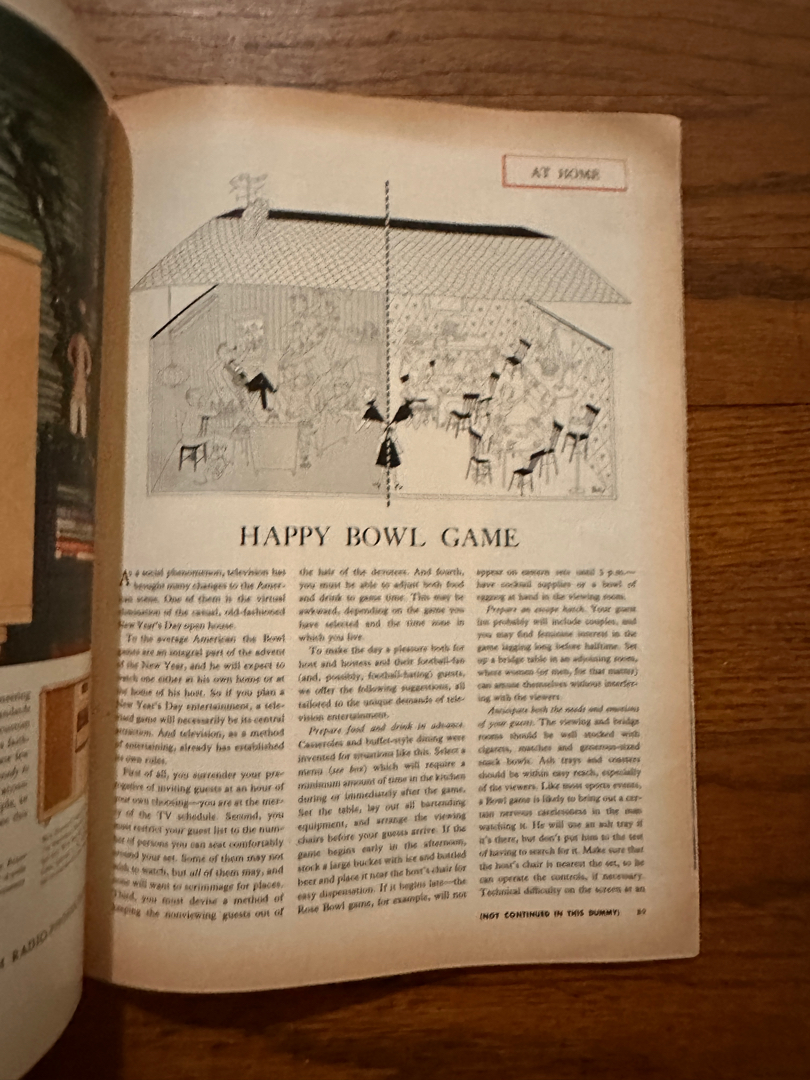 AT HOME
HAPPY BOWL GAME
As a social phenomenon, television has
brought many changes to the Amer-
ican scene. One of them is the virtual
elimination of the casual, old-fashioned
New Year's Day open house.
To the average American the Bowl
games are an integral part of the advent
of the New Year, and he will expect to
watch one either at his own home or at
the home of his host. So if you plan a
New Year's Day entertainment, a tele-
vised game will necessarily be its central
attraction. And television, as a method
of entertaining, already has established
its own rules.
First of all, you surrender your pre-
rogative of inviting guests at an hour of
your own choosing—you are at the mer-
cy of the TV schedule. Second, you
must restrict your guest list to the num-
ber of persons you can seat comfortably
around your set. Some of them may not
wish to watch, but all of them may, and
none will want to scrimmage for places.
Third, you must devise a method of
keeping the nonviewing guests out of
the hair of the devotees. And fourth,
you must be able to adjust both food
and drink to game time. This may be
awkward, depending on the game you
have selected and the time zone in
which you live.
To make the day a pleasure both for
host and hostess and their football-fan
(and, possibly, football-hating) guests,
we offer the following suggestions, all
tailored to the unique demands of tele-
vision entertainment.
Prepare food and drink in advance.
Casseroles and buffet-style dining were
invented for situations like this. Select a
menu (see box) which will require a
minimum amount of time in the kitchen
during or immediately after the game.
Set the table, lay out all bartending
equipment, and arrange the viewing
chairs before your guests arrive. If the
game begins early in the afternoon,
stock a large bucket with ice and bottled
beer and place it near the host's chair for
easy dispensation. If it begins late—the
Rose Bowl game, for example, will not
appear on eastern sets until 5 p.m.—
have cocktail supplies or a bowl of
eggnog at hand in the viewing room.
Prepare an escape hatch. Your guest
list probably will include couples, and
you may find feminine interest in the
game lagging long before halftime. Set
up a bridge table in an adjoining room,
where women (or men, for that matter)
can amuse themselves without interfer-
ing with the viewers.
Anticipate both the needs and emotions
of your guests. The viewing and bridge
rooms should be well stocked with
cigarets, matches and generous-sized
snack bowls. Ash trays and coasters
should be within easy reach, especially
of the viewers. Like most sports events,
a Bowl game is likely to bring out a cer-
tain nervous carelessness in the man
watching it. He will use an ash tray if
it's there, but don't put him to the test
of having to search for it. Make sure that
the host's chair is nearest the set, so he
can operate the controls, if necessary.
Technical difficulty on the screen at an
(NOT CONTINUED IN THIS DUMMY) 89